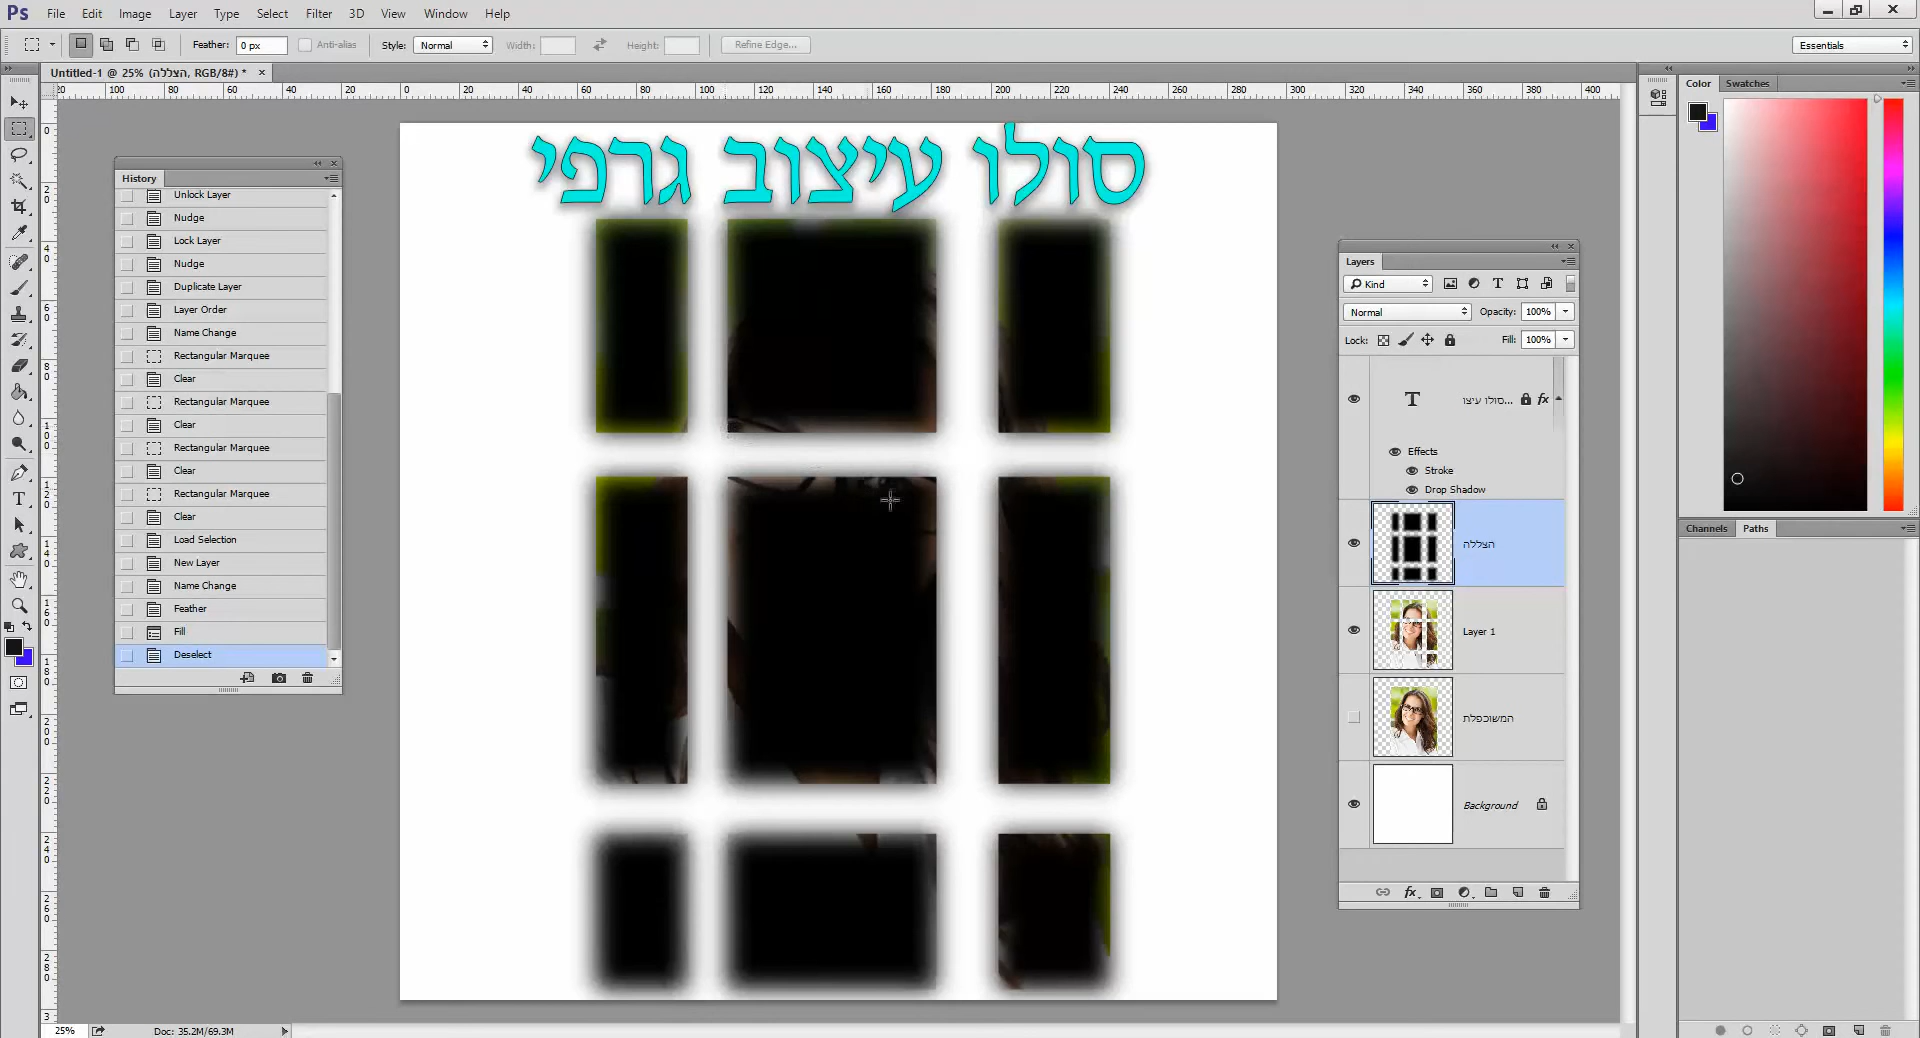 Ps File Edit Image Layer Type Select Filter 3D View Window Help
Feather: 0 px Anti-alias Style: Normal Width: Height: Refine Edge... Essentials
Untitled-1 @ 25% (הצללה, RGB/8#) * ×
סולו עיצוב גרפי
History
Unlock Layer
Nudge
Lock Layer
Nudge
Duplicate Layer
Layer Order
Name Change
Rectangular Marquee
Clear
Rectangular Marquee
Clear
Rectangular Marquee
Clear
Rectangular Marquee
Clear
Load Selection
New Layer
Name Change
Feather
Fill
Deselect
Layers
Kind
Normal Opacity: 100%
Lock: Fill: 100%
סולו עיצו... fx
Effects
Stroke
Drop Shadow
הצללה
Layer 1
המשוכפלת
Background
fx
Color Swatches
Channels Paths
25% Doc: 35.2M/69.3M